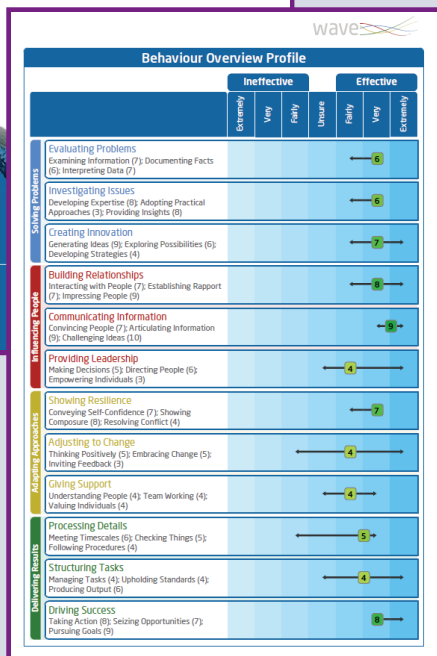 wave
Behaviour Overview Profile
Ineffective
Effective
Extremely
Very
Fairly
Unsure
Fairly
Very
Extremely
Solving Problems
Evaluating Problems
Examining Information (7); Documenting Facts
(6); Interpreting Data (7)
6
Investigating Issues
Developing Expertise (8); Adopting Practical
Approaches (3); Providing Insights (8)
6
Creating Innovation
Generating Ideas (9); Exploring Possibilities (6);
Developing Strategies (4)
7
Influencing People
Building Relationships
Interacting with People (7); Establishing Rapport
(7); Impressing People (9)
8
Communicating Information
Convincing People (7); Articulating Information
(9); Challenging Ideas (10)
9
Providing Leadership
Making Decisions (5); Directing People (6);
Empowering Individuals (3)
4
Adapting Approaches
Showing Resilience
Conveying Self-Confidence (7); Showing
Composure (8); Resolving Conflict (4)
7
Adjusting to Change
Thinking Positively (5); Embracing Change (5);
Inviting Feedback (3)
4
Giving Support
Understanding People (4); Team Working (4);
Valuing Individuals (4)
4
Delivering Results
Processing Details
Meeting Timescales (6); Checking Things (5);
Following Procedures (4)
5
Structuring Tasks
Managing Tasks (4); Upholding Standards (4);
Producing Output (6)
4
Driving Success
Taking Action (8); Seizing Opportunities (7);
Pursuing Goals (9)
8